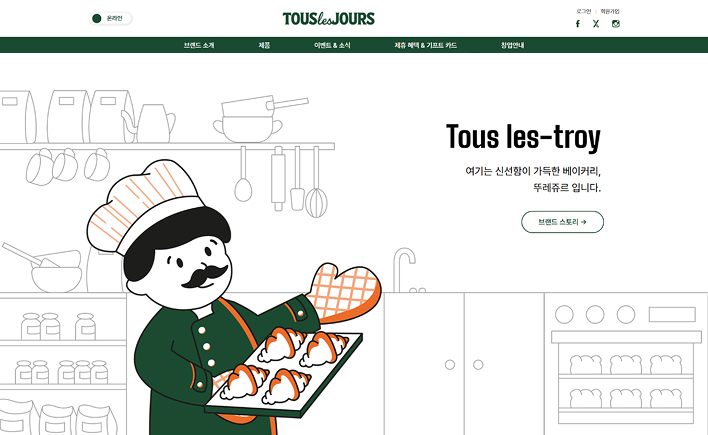 온라인
TOUSlesJOURS
로그인 | 회원가입
브랜드 소개 제품 이벤트 & 소식 제휴 혜택 & 기프트 카드 창업안내
Tous les-troy
여기는 신선함이 가득한 베이커리,
뚜레쥬르 입니다.
브랜드 스토리 →